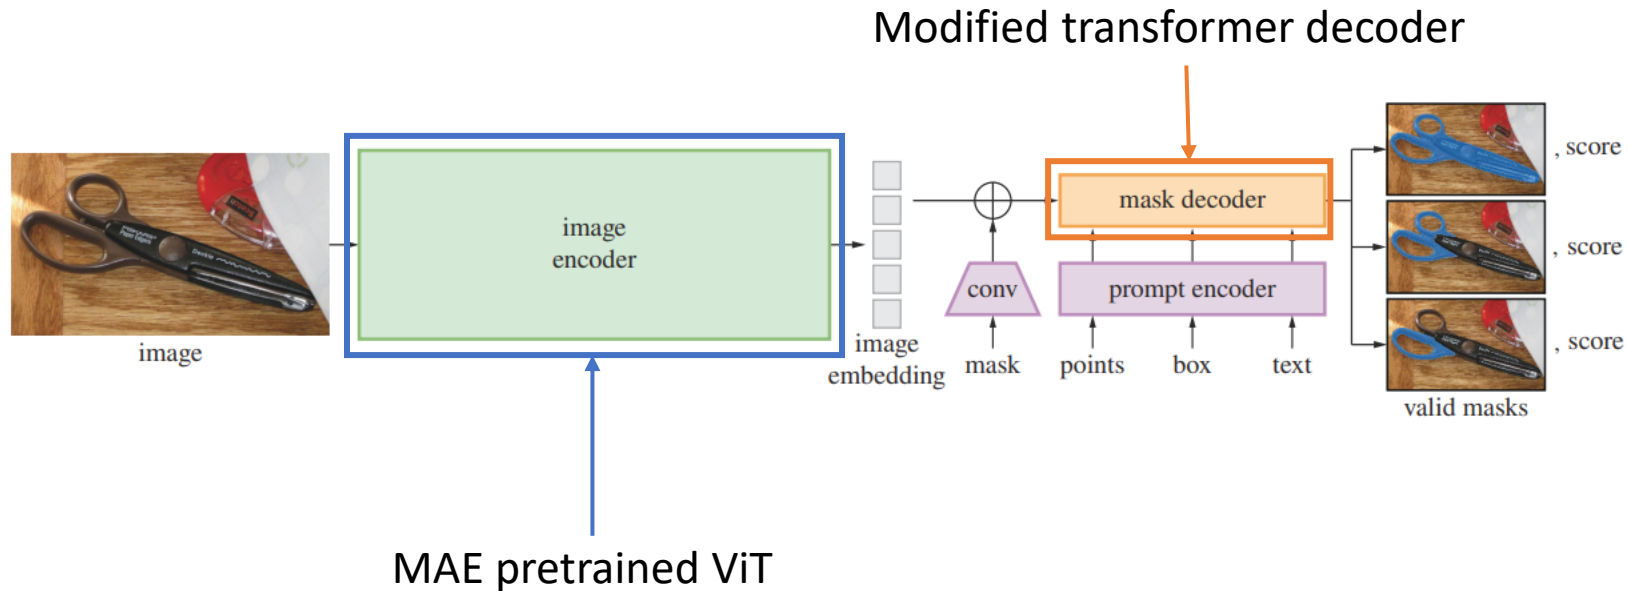 Modified transformer decoder
image
encoder
mask decoder
, score
, score
, score
conv
prompt encoder
image
image
embedding
mask
points
box
text
valid masks
MAE pretrained ViT